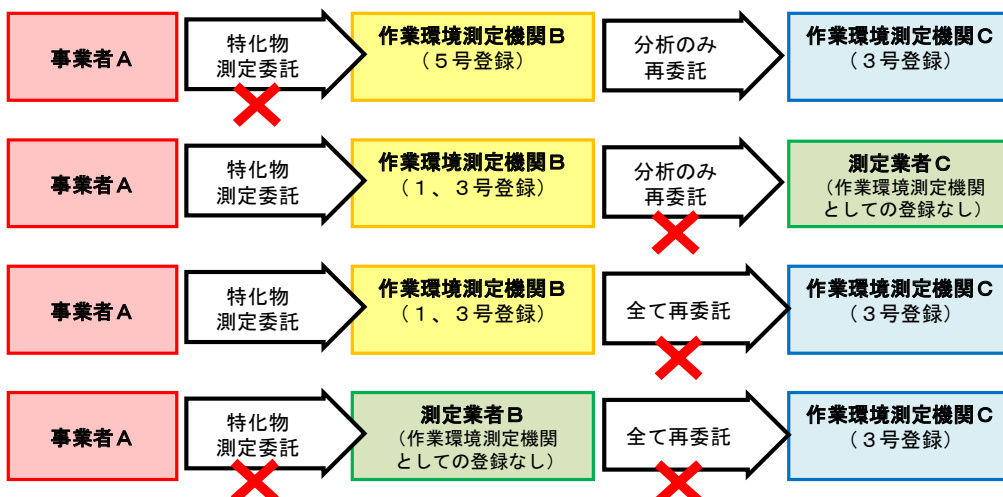 事業者A
特化物
測定委託
作業環境測定機関B
（５号登録）
分析のみ
再委託
作業環境測定機関C
（３号登録）
事業者A
特化物
測定委託
作業環境測定機関B
（１、３号登録）
分析のみ
再委託
測定業者C
（作業環境測定機関
としての登録なし）
事業者A
特化物
測定委託
作業環境測定機関B
（１、３号登録）
全て再委託
作業環境測定機関C
（３号登録）
事業者A
特化物
測定委託
測定業者B
（作業環境測定機関
としての登録なし）
全て再委託
作業環境測定機関C
（３号登録）